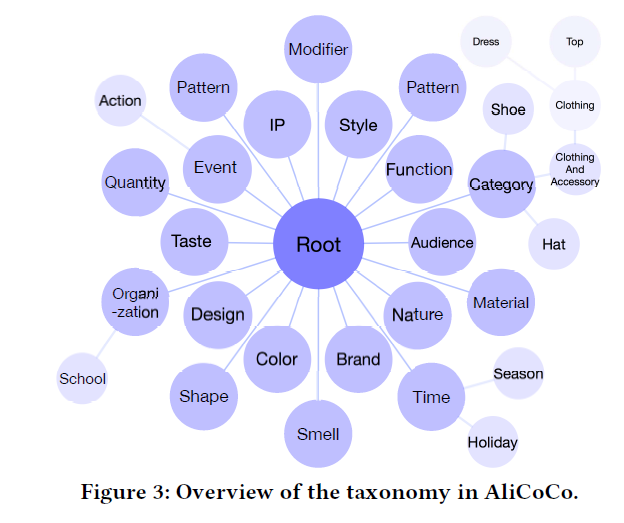 Modifier
Dress
Top
Pattern
Pattern
Action
Shoe
Clothing
IP
Style
Event
Function
Clothing
And
Accessory
Quantity
Category
Taste
Root
Audience
Hat
Organi
-zation
Design
Nature
Material
Color
Brand
School
Season
Shape
Time
Smell
Holiday
Figure 3: Overview of the taxonomy in AliCoCo.